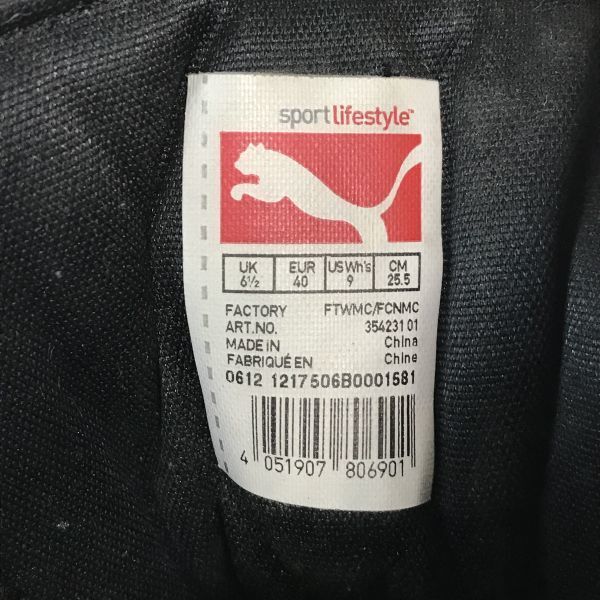 sportlifestyle™
UK EUR US Wh's CM
6½ 40 9 25.5
FACTORY FTWMC/FCNMC
ART.NO. 354231 01
MADE IN China
FABRIQUÉ EN Chine
0612 1217506B0001581
4 051907 806901